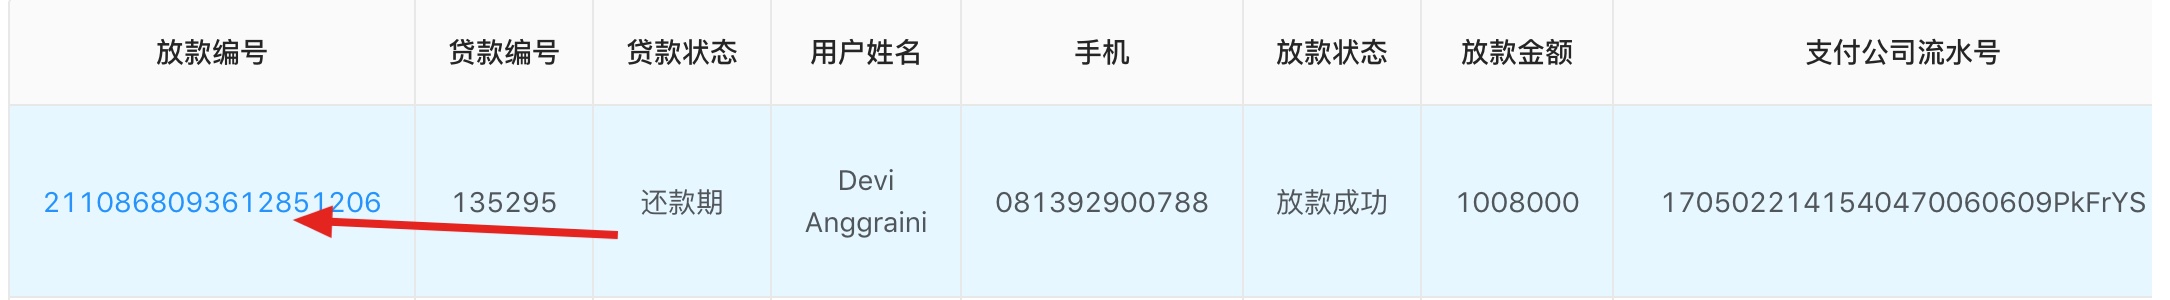 放款编号 贷款编号 贷款状态 用户姓名 手机 放款状态 放款金额 支付公司流水号
2110868093612851206 135295 还款期 Devi Anggraini 081392900788 放款成功 1008000 1705022141540470060609PkFrYS